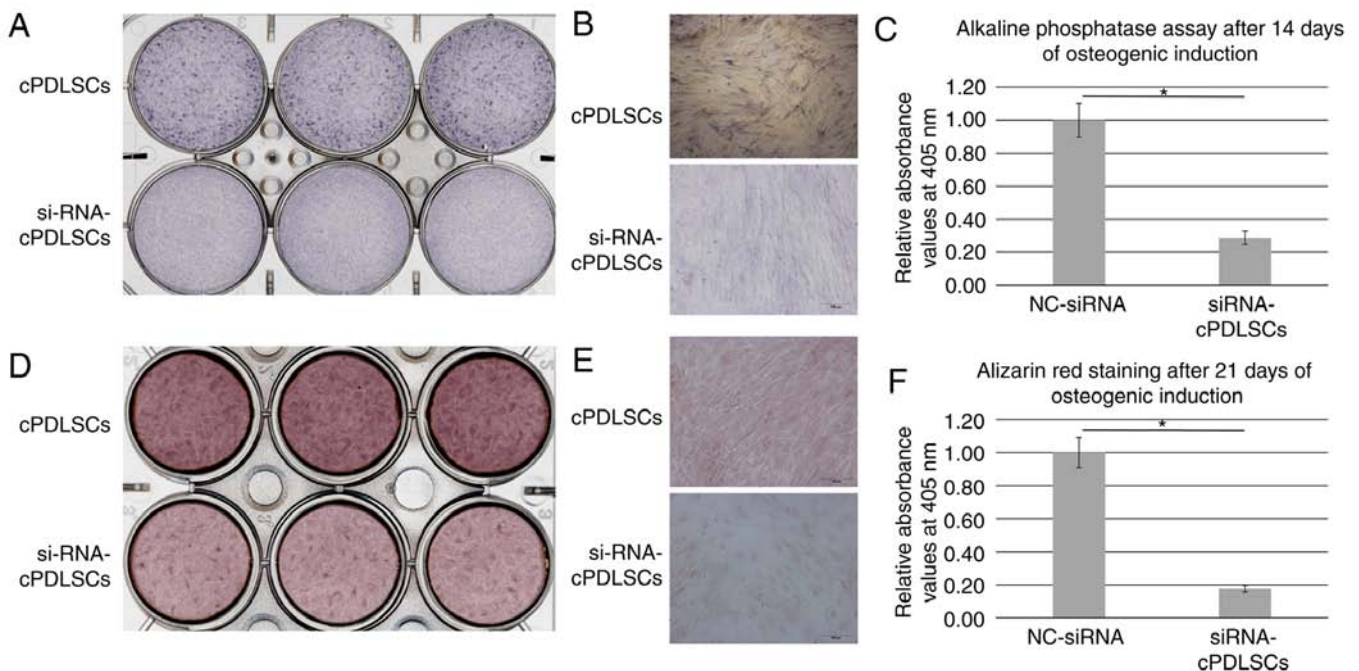 A
cPDLSCs
si-RNA-
cPDLSCs
B
cPDLSCs
si-RNA-
cPDLSCs
C
Alkaline phosphatase assay after 14 days
of osteogenic induction
Relative absorbance
values at 405 nm
1.20
1.00
0.80
0.60
0.40
0.20
0.00
*
NC-siRNA
siRNA-
cPDLSCs
D
cPDLSCs
si-RNA-
cPDLSCs
E
cPDLSCs
si-RNA-
cPDLSCs
F
Alizarin red staining after 21 days of
osteogenic induction
Relative absorbance
values at 405 nm
1.20
1.00
0.80
0.60
0.40
0.20
0.00
*
NC-siRNA
siRNA-
cPDLSCs